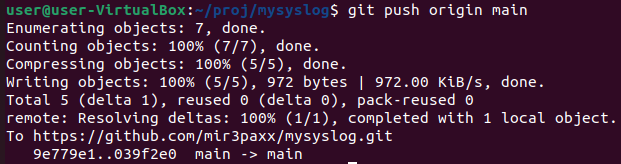 user@user-VirtualBox:~/proj/mysyslog$ git push origin main
Enumerating objects: 7, done.
Counting objects: 100% (7/7), done.
Compressing objects: 100% (5/5), done.
Writing objects: 100% (5/5), 972 bytes | 972.00 KiB/s, done.
Total 5 (delta 1), reused 0 (delta 0), pack-reused 0
remote: Resolving deltas: 100% (1/1), completed with 1 local object.
To https://github.com/mir3paxx/mysyslog.git
   9e779e1..039f2e0  main -> main